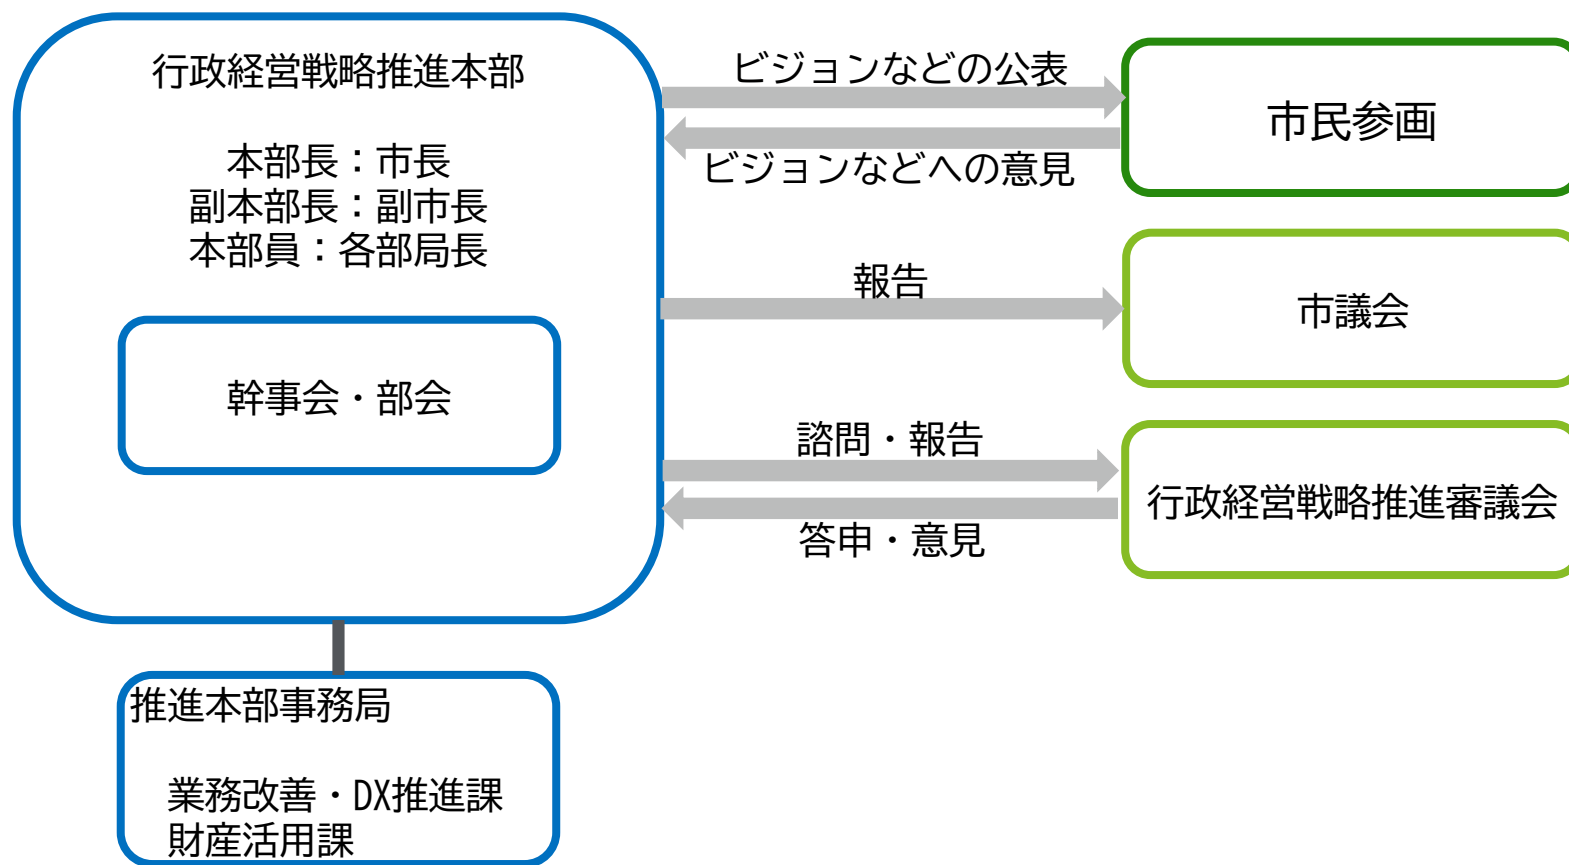 行政経営戦略推進本部
本部長：市長
副本部長：副市長
本部員：各部局長
幹事会・部会
推進本部事務局
業務改善・DX推進課
財産活用課
ビジョンなどの公表
ビジョンなどへの意見
報告
諮問・報告
答申・意見
市民参画
市議会
行政経営戦略推進審議会